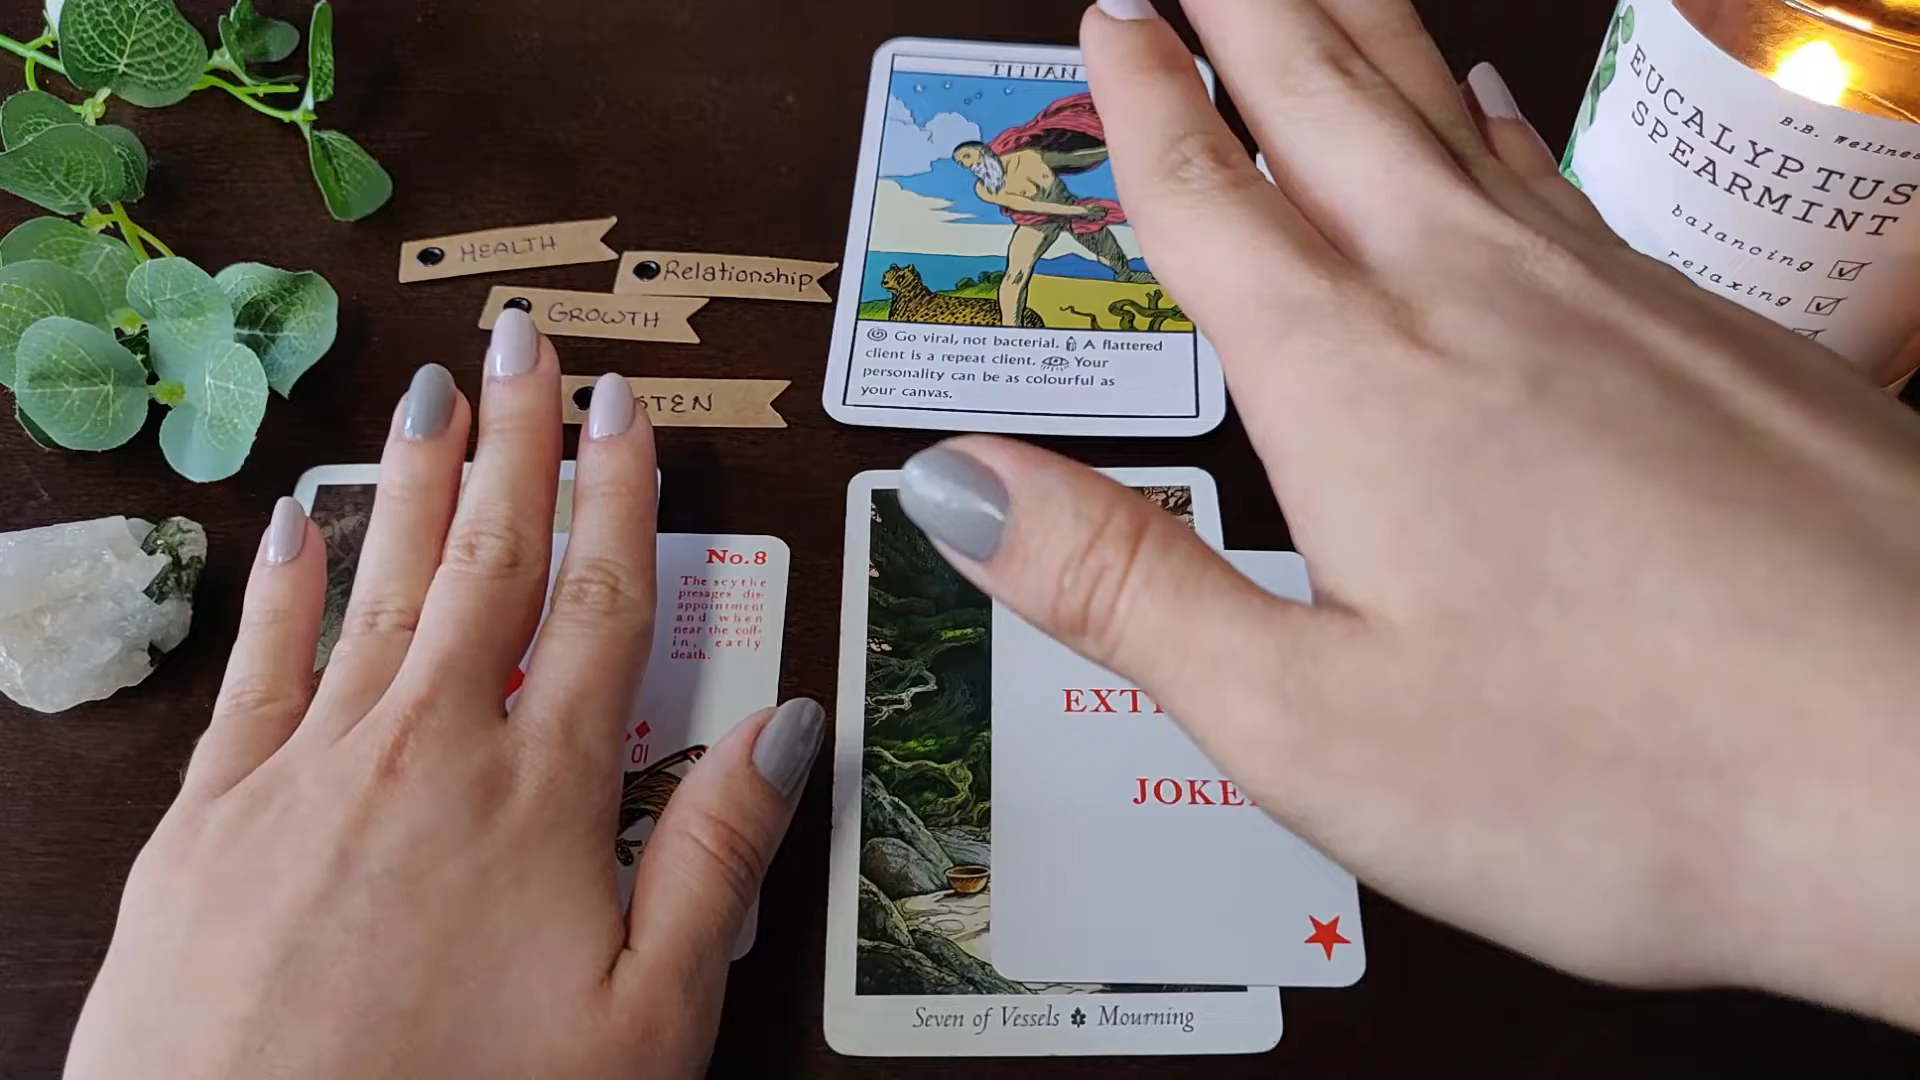 TITIAN
Go viral, not bacterial. A flattered
client is a repeat client. Your
personality can be as colourful as
your canvas.
EUCALYPTUS
SPEARMINT
B.B. Wellnes
balancing
relaxing
HEALTH
Relationship
GROWTH
STEN
No. 8
The scythe
presages dis-
appointment
and when
near the coff-
in, early
death.
10
EXT
JOKE
Seven of Vessels Mourning